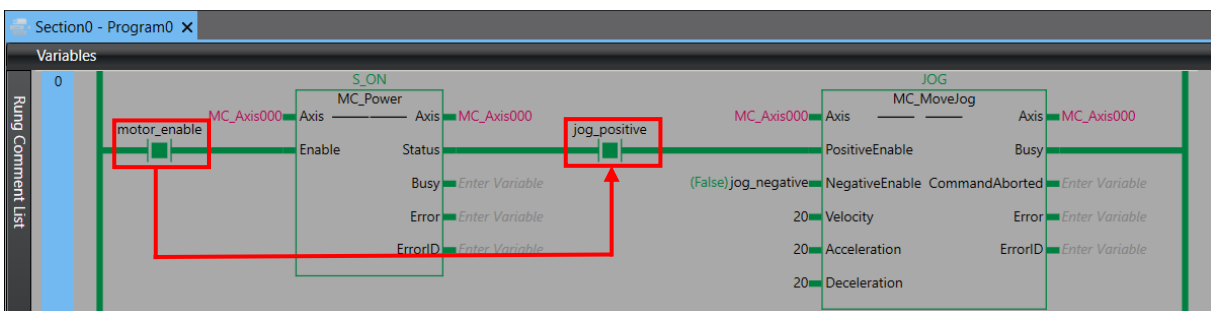 Section0 - Program0 X
Variables
Rung Comment List
0
S_ON
MC_Power
MC_Axis000 Axis Axis MC_Axis000
motor_enable
Enable Status
Busy Enter Variable
Error Enter Variable
ErrorID Enter Variable
jog_positive
JOG
MC_MoveJog
MC_Axis000 Axis Axis MC_Axis000
PositiveEnable Busy
(False) jog_negative NegativeEnable CommandAborted Enter Variable
20 Velocity Error Enter Variable
20 Acceleration ErrorID Enter Variable
20 Deceleration